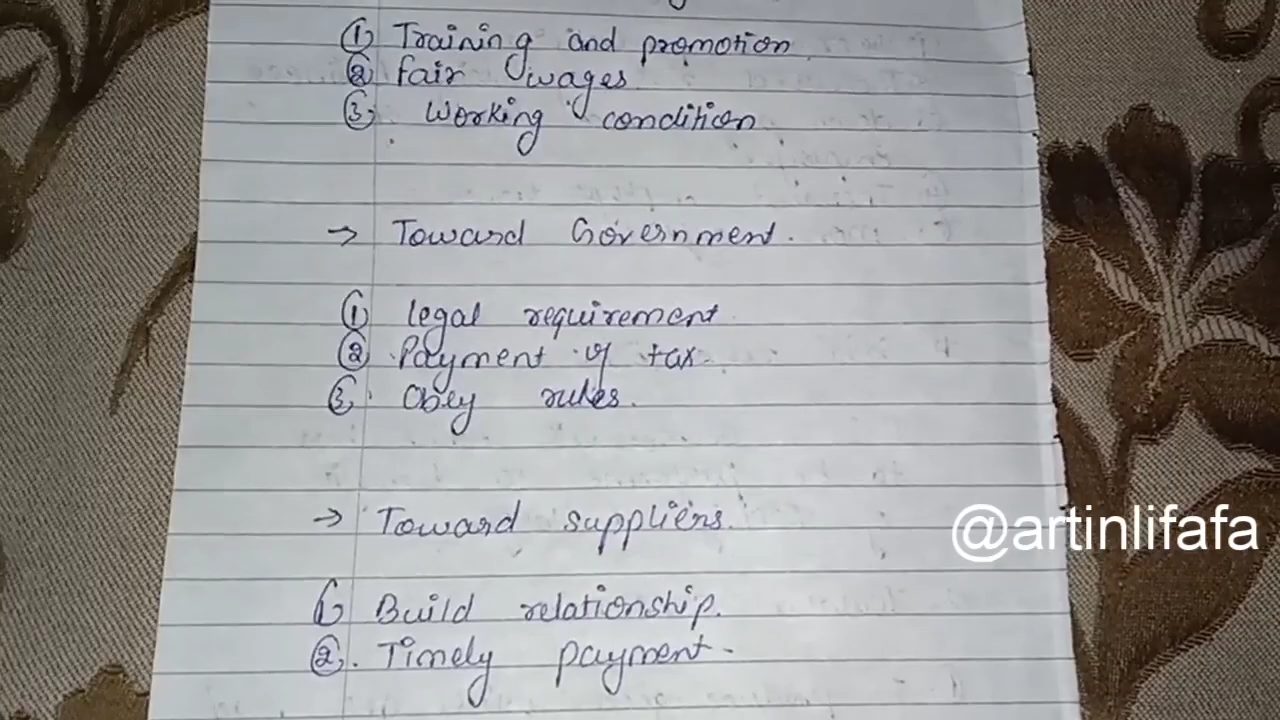 ① Training and promotion
② fair wages
③ Working condition
→ Toward Government.
① legal requirement
② Payment of tax.
③ Obey rules.
→ Toward suppliers.
① Build relationship.
②. Timely payment.
@artinlifafa